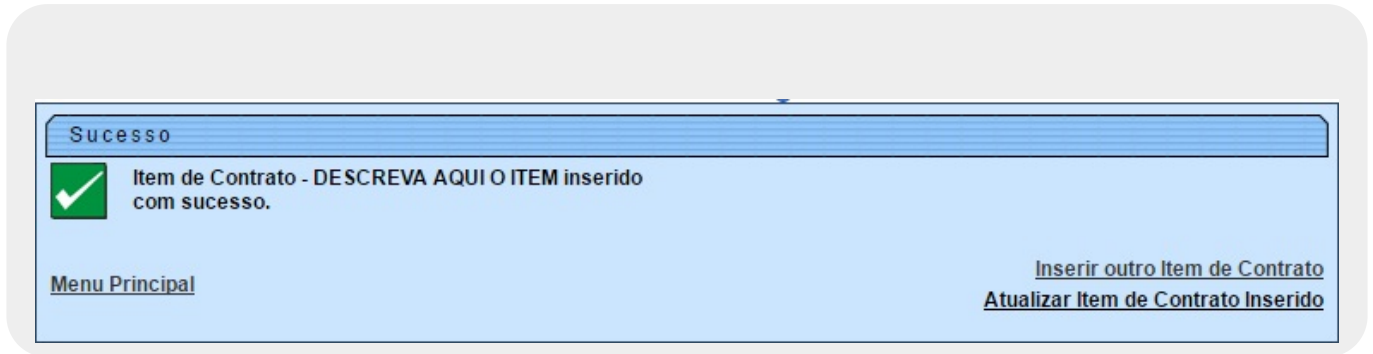 Sucesso
Item de Contrato - DESCREVA AQUI O ITEM inserido
com sucesso.
Inserir outro Item de Contrato
Menu Principal
Atualizar Item de Contrato Inserido